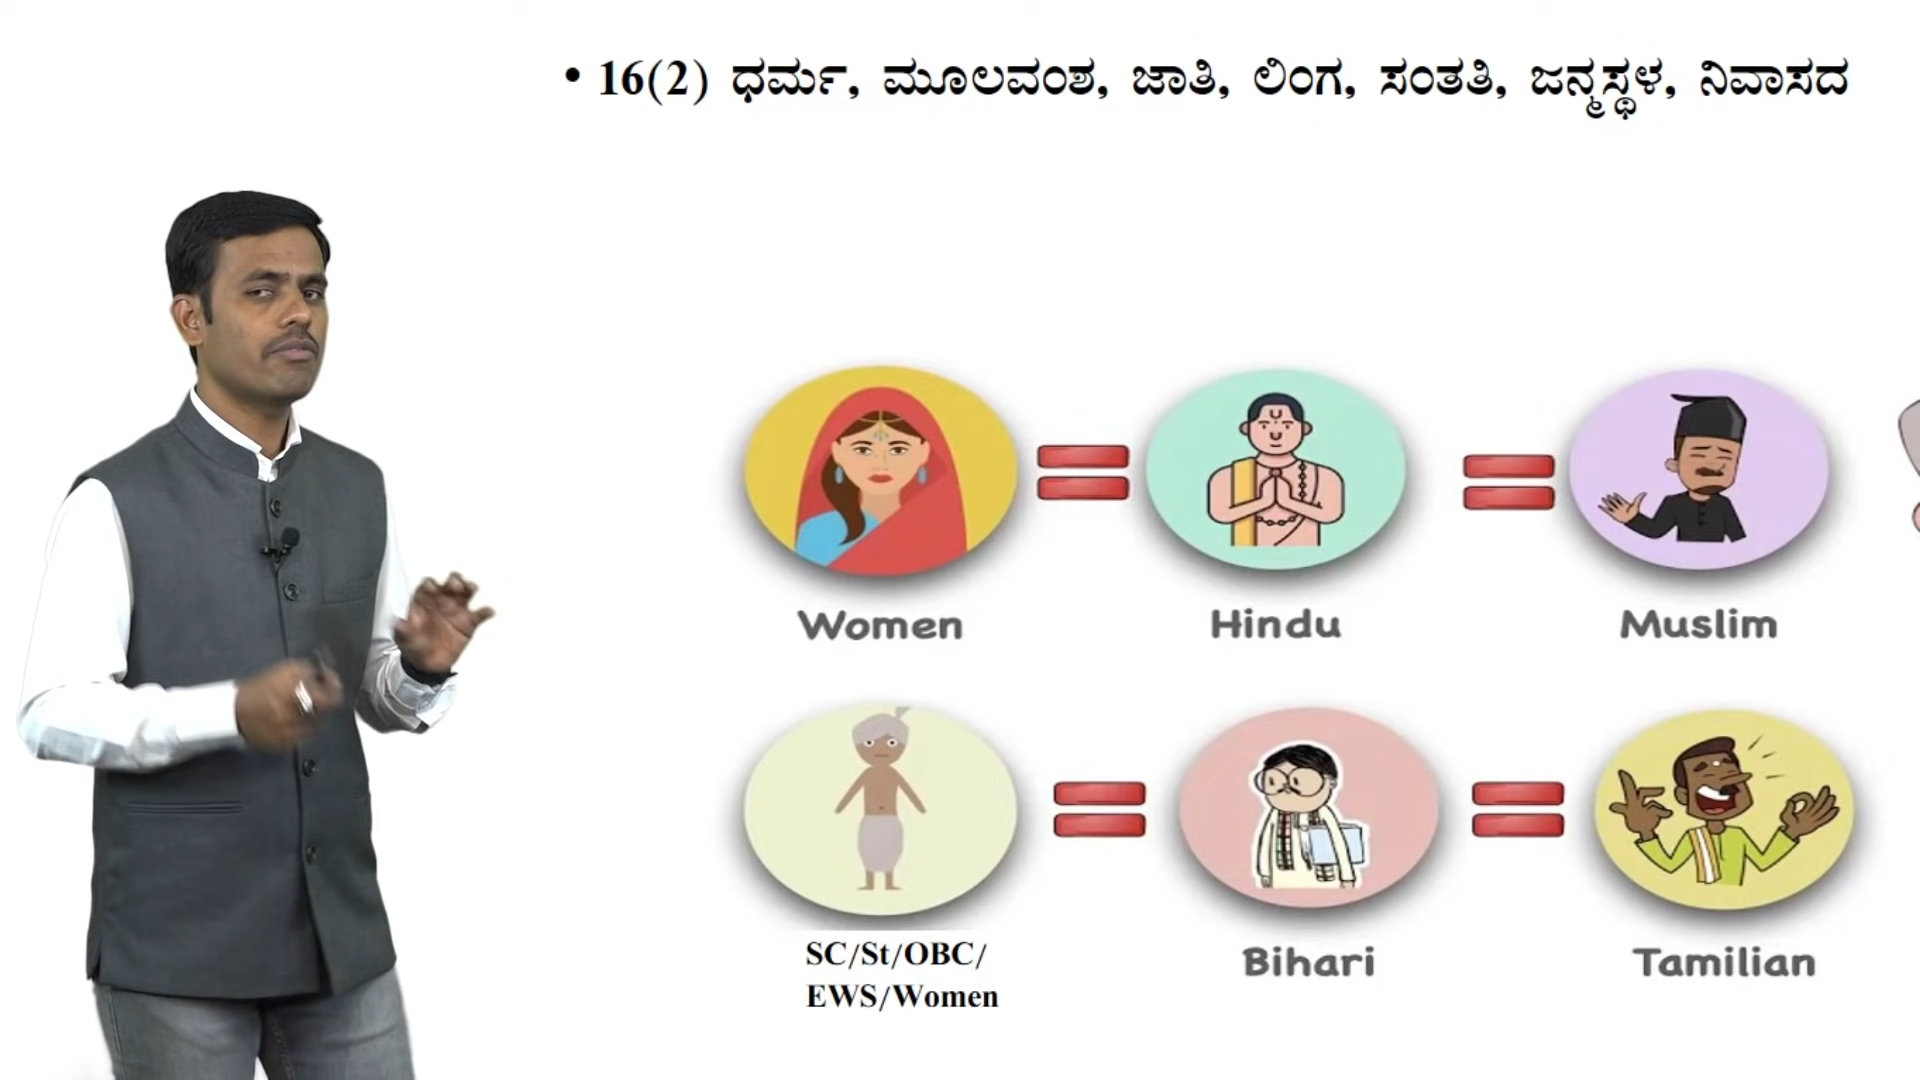 • 16(2) ಧರ್ಮ, ಮೂಲವಂಶ, ಜಾತಿ, ಲಿಂಗ, ಸಂತತಿ, ಜನ್ಮಸ್ಥಳ, ನಿವಾಸದ
Women Hindu Muslim
SC/St/OBC/
EWS/Women
Bihari Tamilian